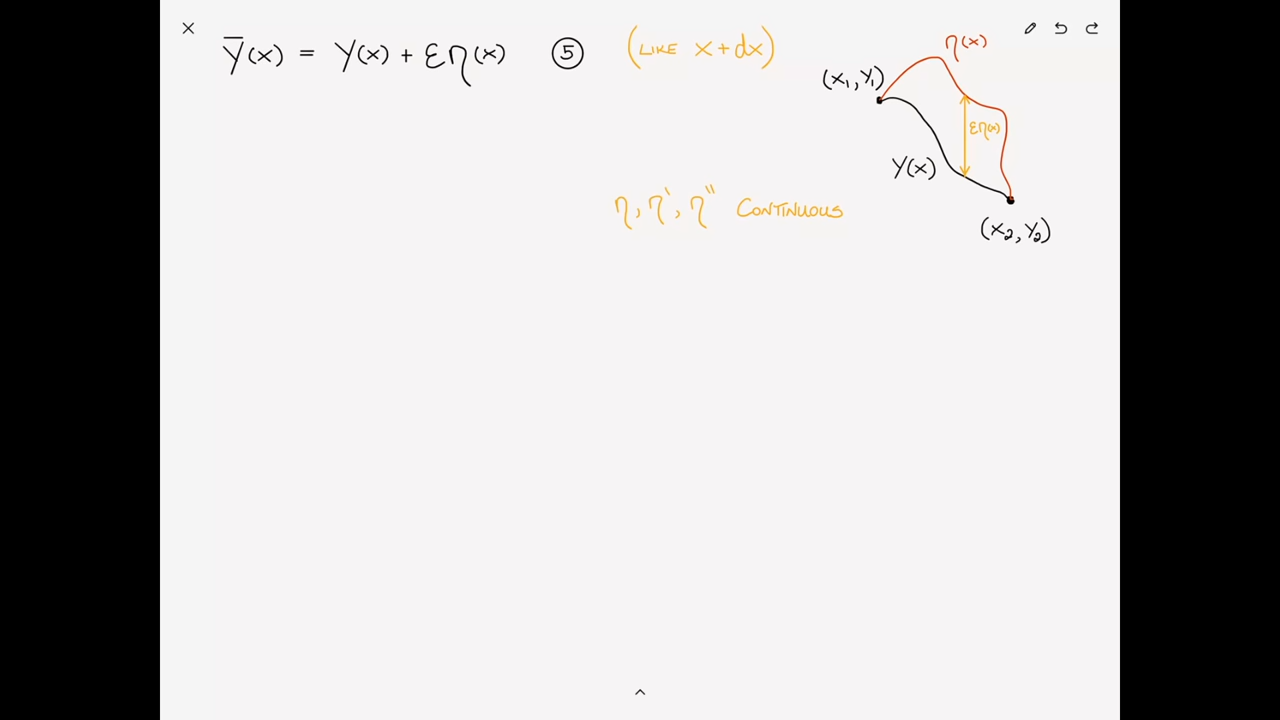 Ȳ(x) = Y(x) + εη(x) ⑤ (LIKE x+dx)
η(x)
(x₁, Y₁)
εη(x)
Y(x)
η, η', η'' CONTINUOUS
(x₂, Y₂)